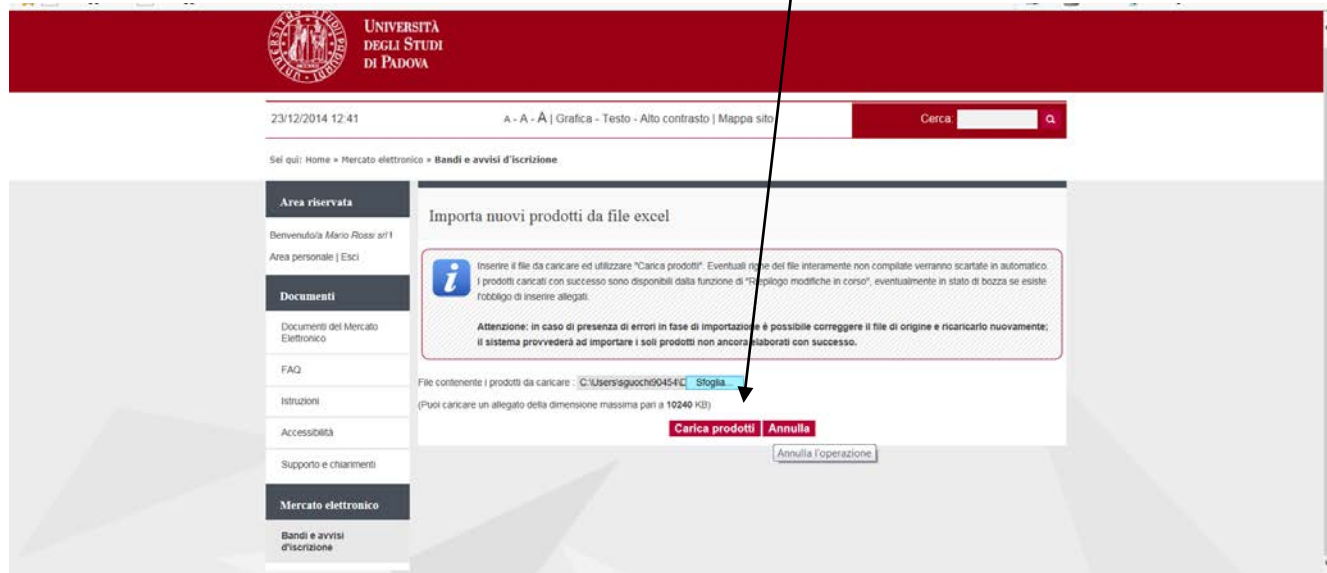 UNIVERSITÀ
DEGLI STUDI
DI PADOVA
23/12/2014 12:41
A - A - A | Grafica - Testo - Alto contrasto | Mappa sito
Cerca:
Sei qui: Home » Mercato elettronico » Bandi e avvisi d'iscrizione
Area riservata
Benvenuto/a Mario Rossi srl !
Area personale | Esci
Documenti
Documenti del Mercato
Elettronico
FAQ
Istruzioni
Accessibilità
Supporto e chiarimenti
Mercato elettronico
Bandi e avvisi
d'iscrizione
Importa nuovi prodotti da file excel
Inserire il file da caricare ed utilizzare "Carica prodotti". Eventuali righe del file interamente non compilate verranno scartate in automatico.
I prodotti caricati con successo sono disponibili dalla funzione di "Riepilogo modifiche in corso", eventualmente in stato di bozza se esiste
l'obbligo di inserire allegati.
Attenzione: in caso di presenza di errori in fase di importazione è possibile correggere il file di origine e ricaricarlo nuovamente;
il sistema provvederà ad importare i soli prodotti non ancora elaborati con successo.
File contenente i prodotti da caricare : C:\Users\sguochi90454\D Sfoglia...
(Puoi caricare un allegato della dimensione massima pari a 10240 KB)
Carica prodotti Annulla
Annulla l'operazione